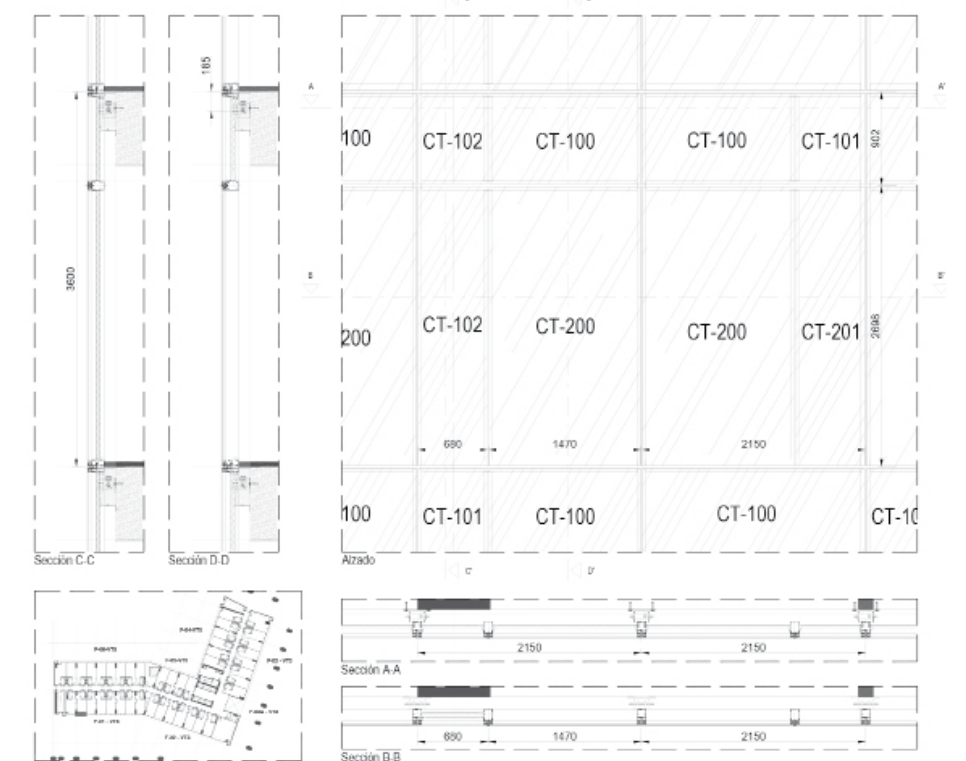 185
3600
A
A'
100
CT-102
CT-100
CT-100
CT-101
902
B
200
CT-102
CT-200
CT-200
CT-201
2698
680
1470
2150
100
CT-101
CT-100
CT-100
CT-10
Sección C-C
Sección D-D
Alzado
C'
D'
2150
2150
Sección A-A
680
1470
2150
Sección B-B